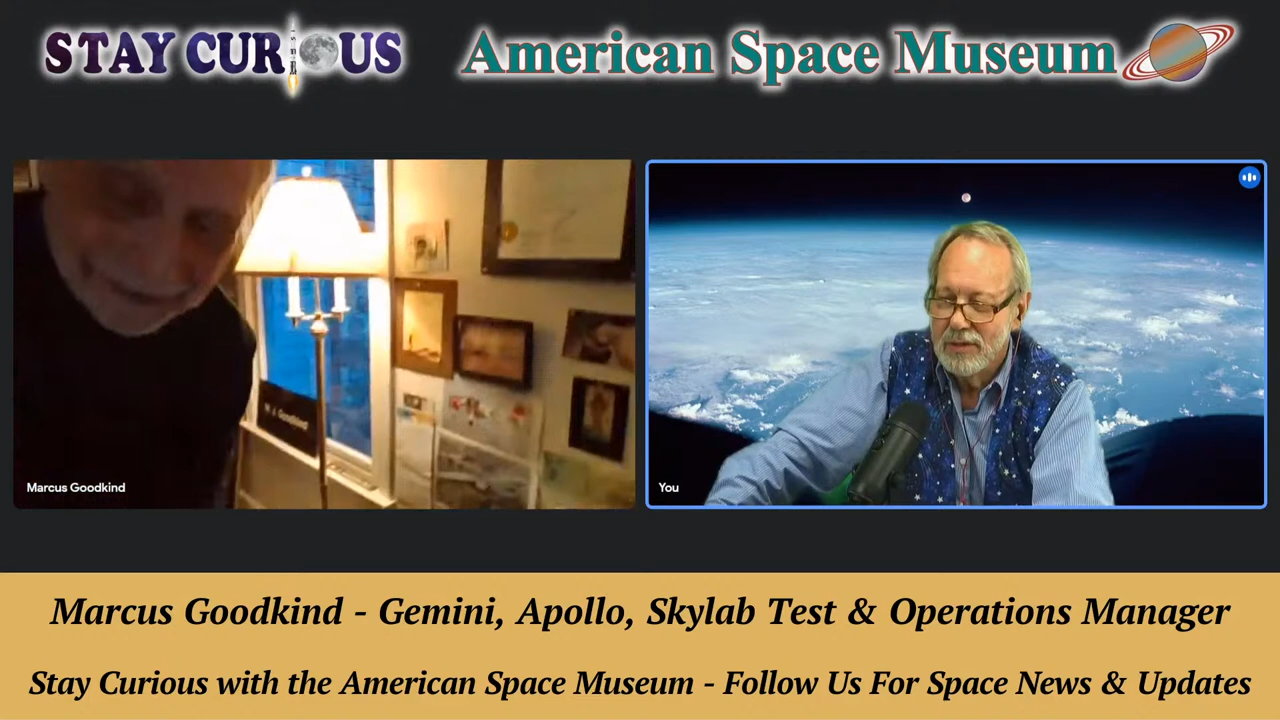 STAY CURIOUS
American Space Museum
M J Goodkind
Marcus Goodkind
You
Marcus Goodkind - Gemini, Apollo, Skylab Test & Operations Manager
Stay Curious with the American Space Museum - Follow Us For Space News & Updates